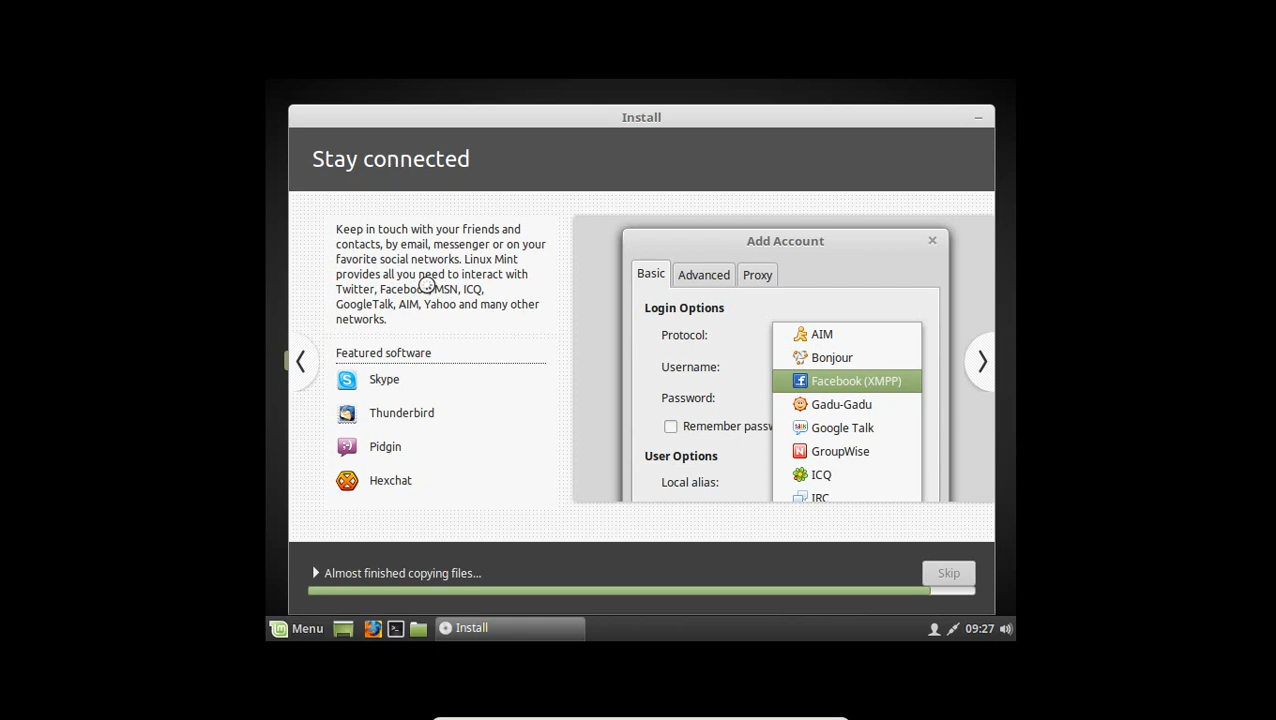 Install
Stay connected
Keep in touch with your friends and
contacts, by email, messenger or on your
favorite social networks. Linux Mint
provides all you need to interact with
Twitter, Facebook, MSN, ICQ,
GoogleTalk, AIM, Yahoo and many other
networks.
Featured software
Skype
Thunderbird
Pidgin
Hexchat
Add Account
Basic
Advanced
Proxy
Login Options
Protocol:
Username:
Password:
Remember passw
User Options
Local alias:
AIM
Bonjour
Facebook (XMPP)
Gadu-Gadu
Google Talk
GroupWise
ICQ
IRC
Almost finished copying files...
Skip
Menu
Install
09:27